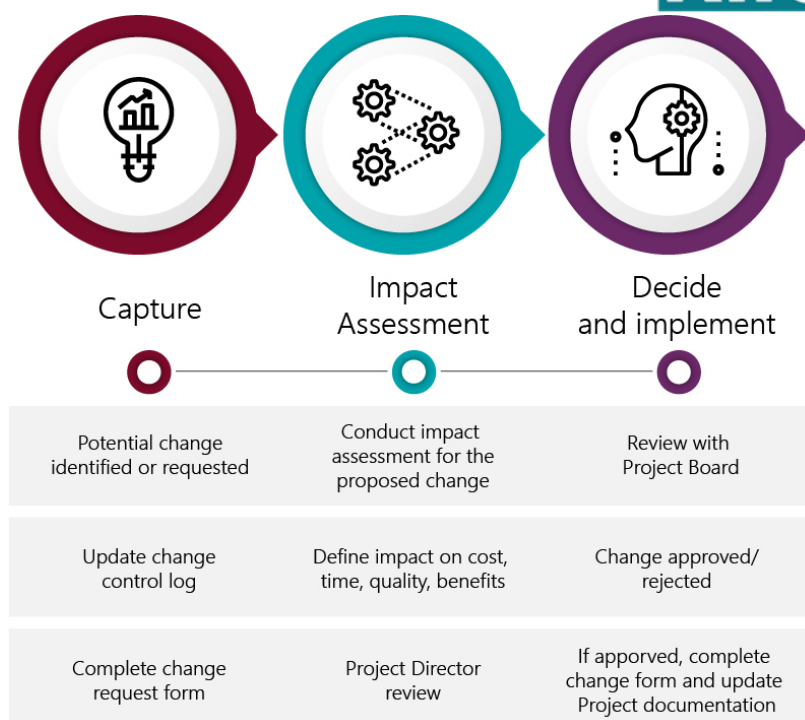 Capture
Impact
Assessment
Decide
and implement
Potential change
identified or requested
Conduct impact
assessment for the
proposed change
Review with
Project Board
Update change
control log
Define impact on cost,
time, quality, benefits
Change approved/
rejected
Complete change
request form
Project Director
review
If apporved, complete
change form and update
Project documentation